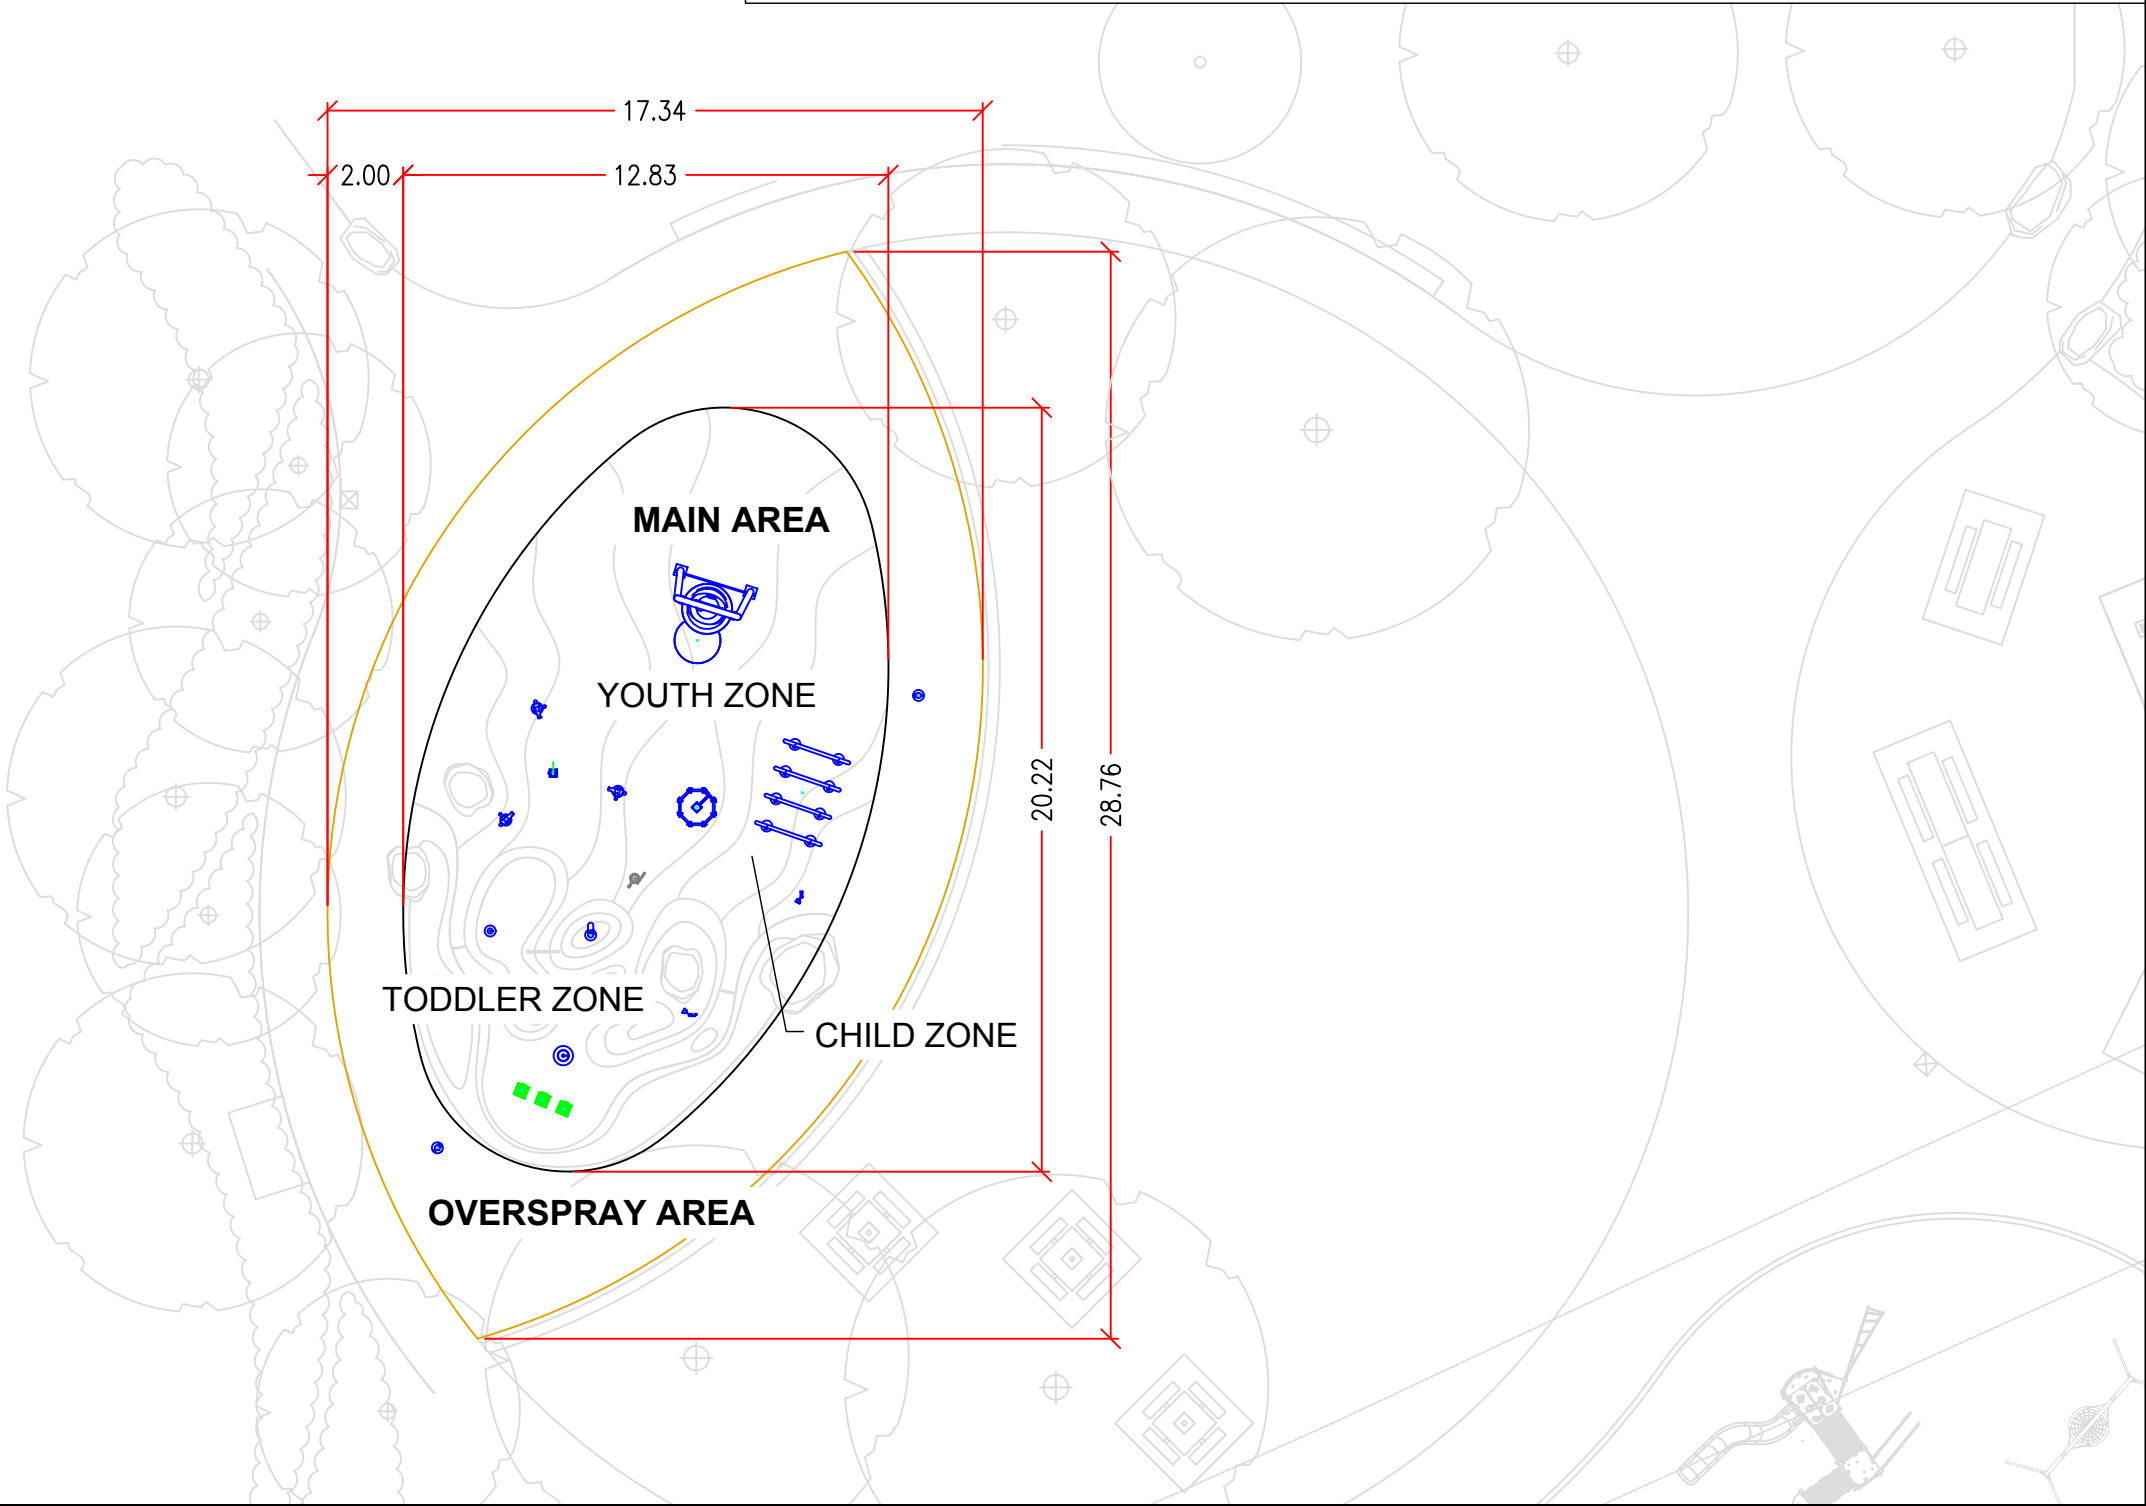 17.34
2.00
12.83
MAIN AREA
YOUTH ZONE
20.22
28.76
TODDLER ZONE
CHILD ZONE
OVERSPRAY AREA